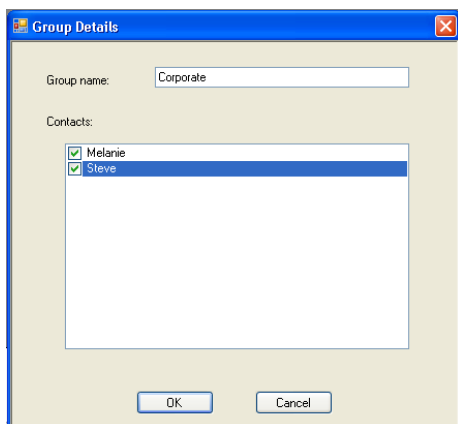 Group Details
Group name: Corporate
Contacts:
Melanie
Steve
OK Cancel